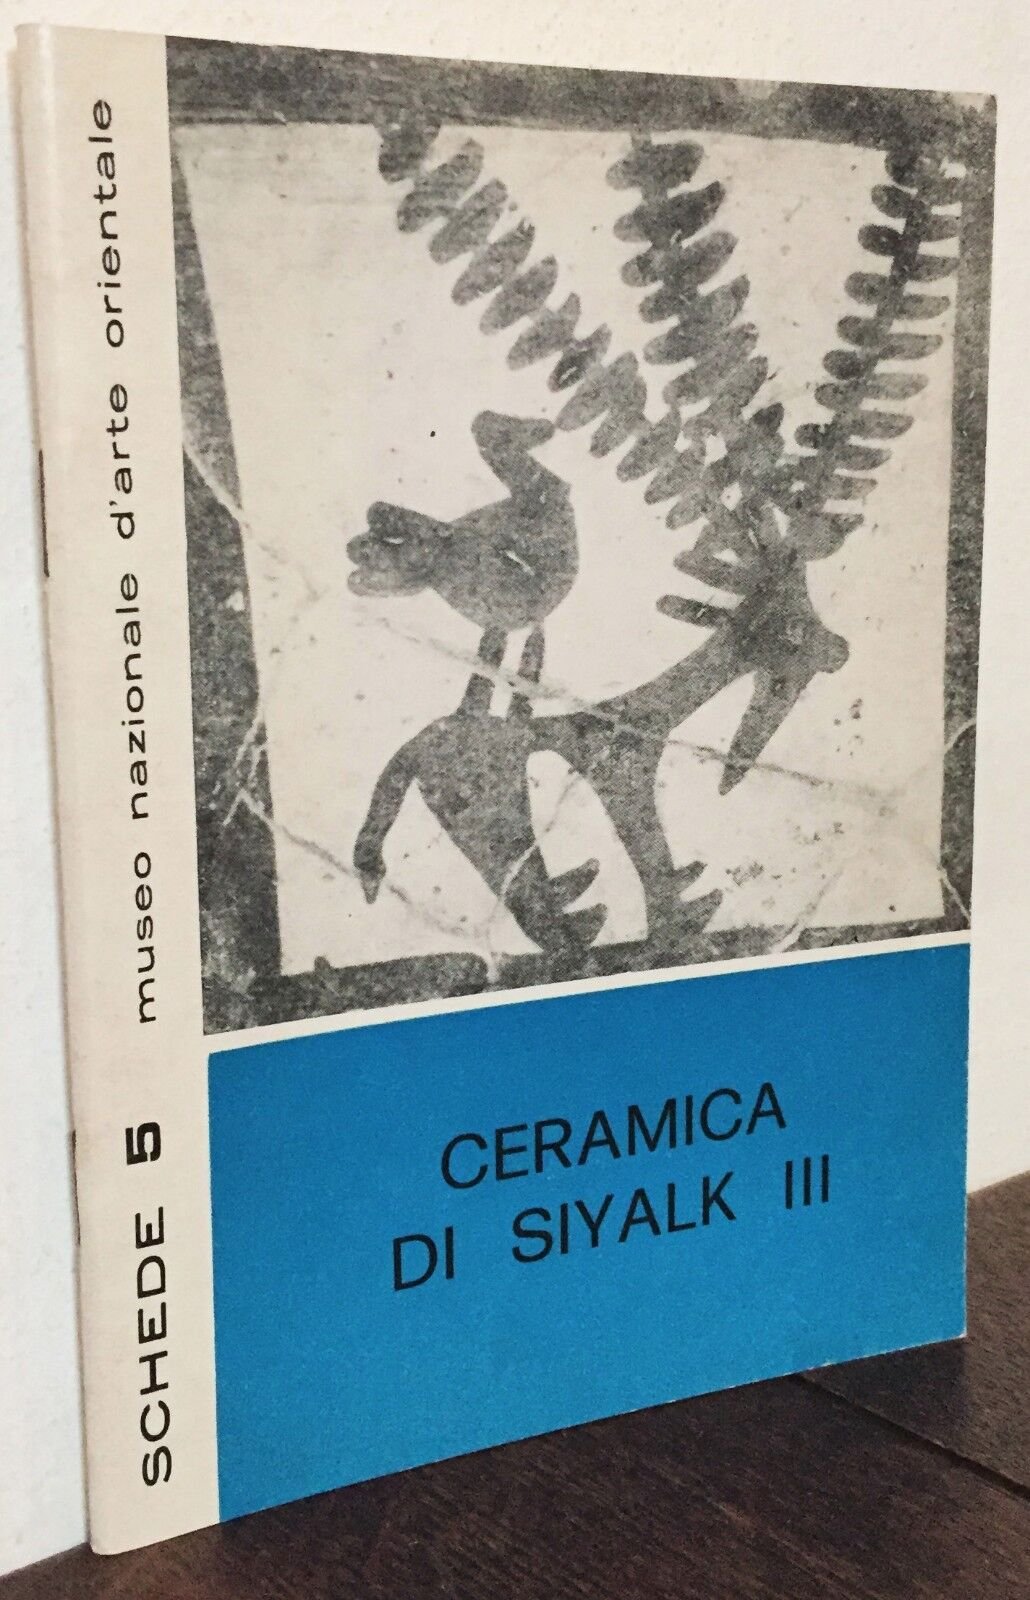 SCHEDE 5 museo nazionale d'arte orientale
CERAMICA
DI SIYALK III